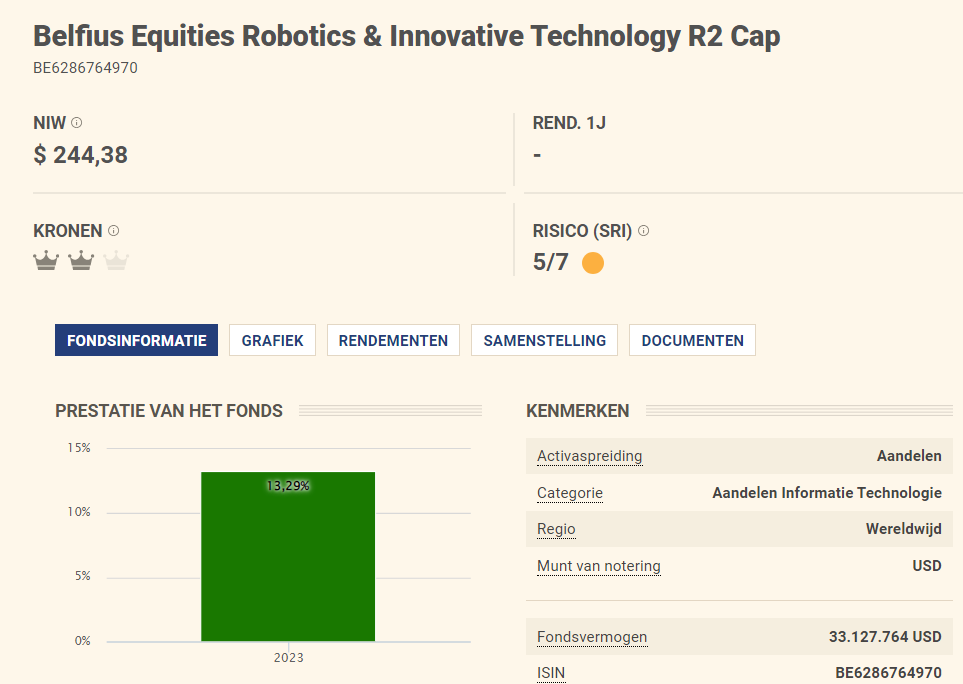 Belfius Equities Robotics & Innovative Technology R2 Cap
BE6286764970
NIW
$ 244,38
REND. 1J
-
KRONEN
RISICO (SRI)
5/7
FONDSINFORMATIE
GRAFIEK
RENDEMENTEN
SAMENSTELLING
DOCUMENTEN
PRESTATIE VAN HET FONDS
15%
10%
5%
0%
13,29%
2023
KENMERKEN
Activaspreiding Aandelen
Categorie Aandelen Informatie Technologie
Regio Wereldwijd
Munt van notering USD
Fondsvermogen 33.127.764 USD
ISIN BE6286764970